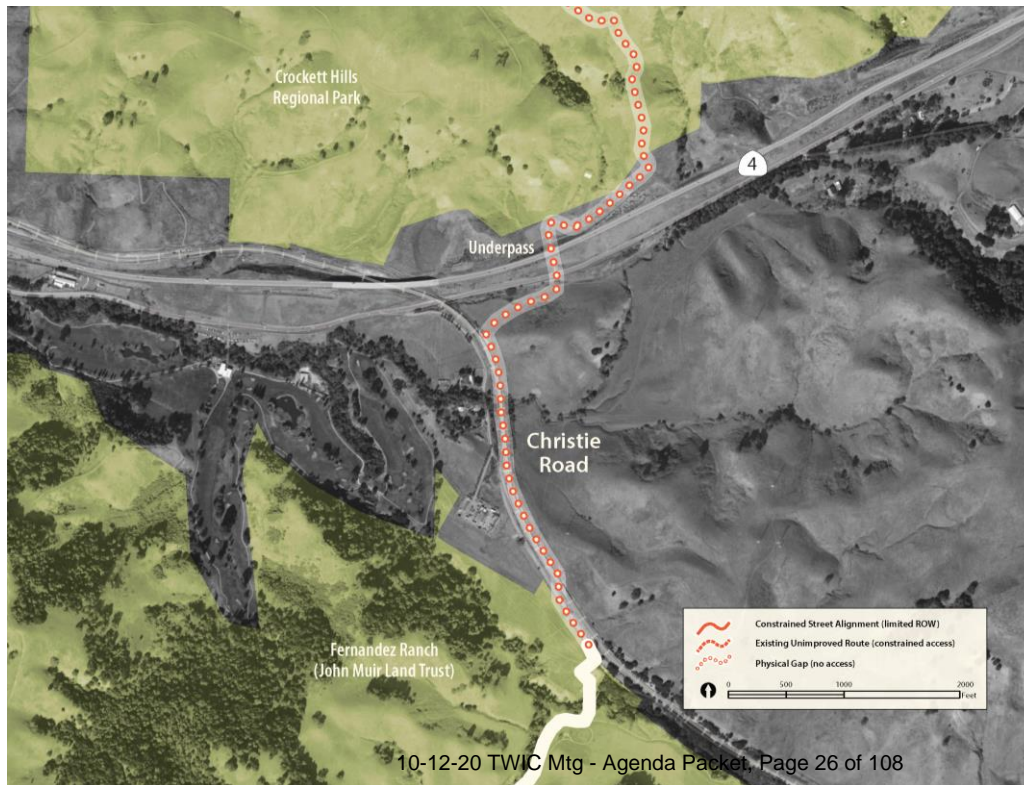 Crockett Hills
Regional Park
4
Underpass
Christie
Road
Fernandez Ranch
(John Muir Land Trust)
Constrained Street Alignment (limited ROW)
Existing Unimproved Route (constrained access)
Physical Gap (no access)
0 500 1000 2000
Feet
10-12-20 TWIC Mtg - Agenda Packet, Page 26 of 108